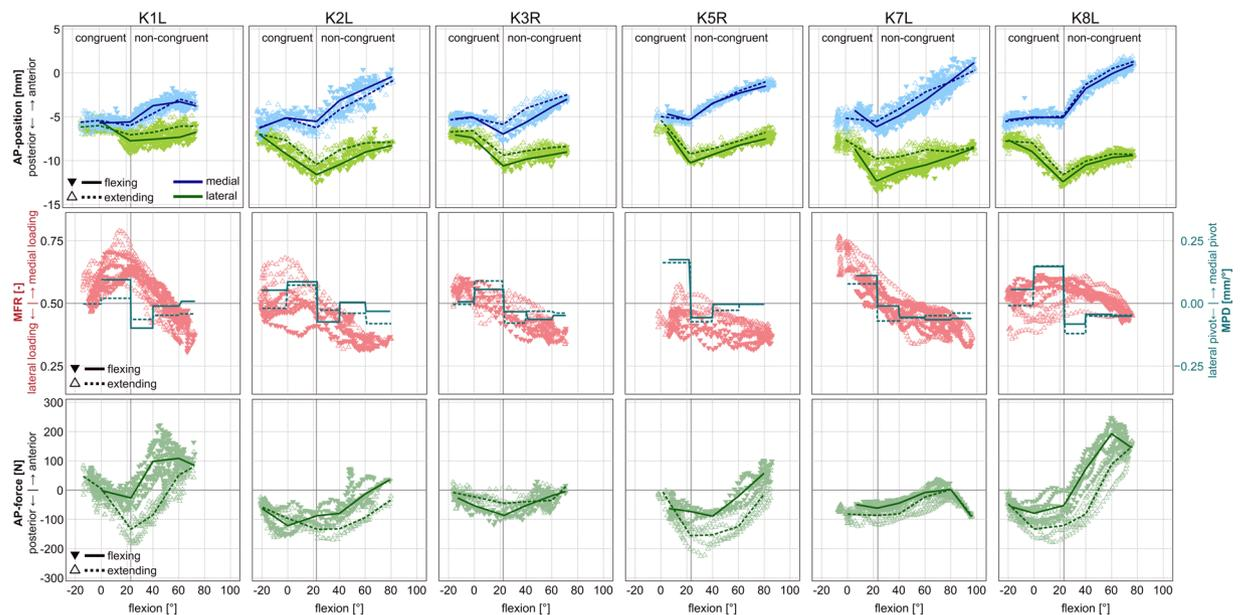 K1L K2L K3R K5R K7L K8L
congruent non-congruent congruent non-congruent congruent non-congruent congruent non-congruent congruent non-congruent congruent non-congruent
AP-position [mm]
posterior ← → anterior
5
0
-5
-10
-15
▼ flexing medial
△ extending lateral
MFR [-]
lateral loading ← | → medial loading
0.75
0.50
0.25
▼ flexing
△ extending
0.25
0.00
−0.25
lateral pivot← | → medial pivot
MPD [mm/°]
AP-force [N]
posterior ← | → anterior
300
200
100
0
-100
-200
-300
▼ flexing
△ extending
-20 0 20 40 60 80 100 -20 0 20 40 60 80 100 -20 0 20 40 60 80 100 -20 0 20 40 60 80 100 -20 0 20 40 60 80 100 -20 0 20 40 60 80 100
flexion [°] flexion [°] flexion [°] flexion [°] flexion [°] flexion [°]